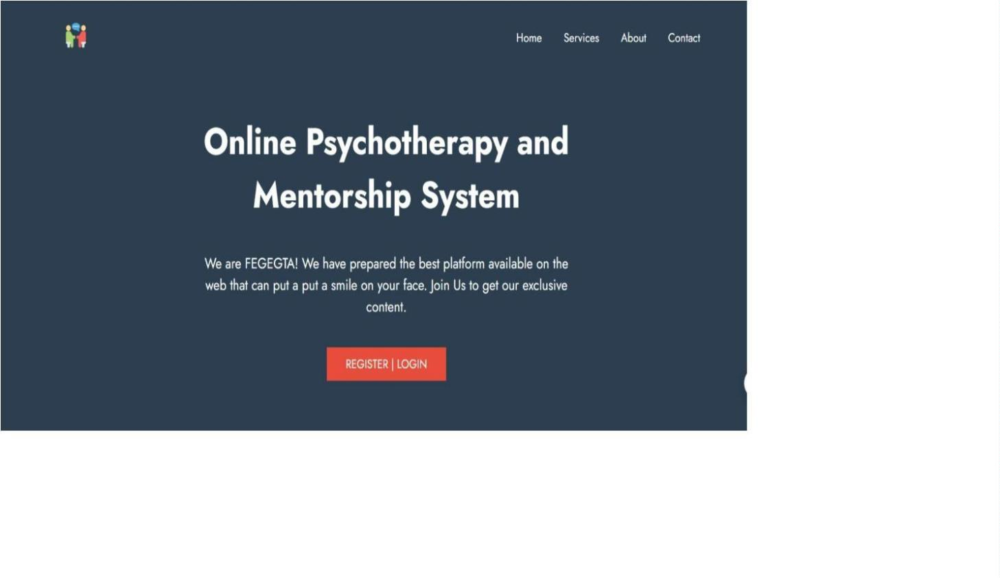 Home Services About Contact
Online Psychotherapy and
Mentorship System
We are FEGEGTA! We have prepared the best platform available on the
web that can put a put a smile on your face. Join Us to get our exclusive
content.
REGISTER | LOGIN